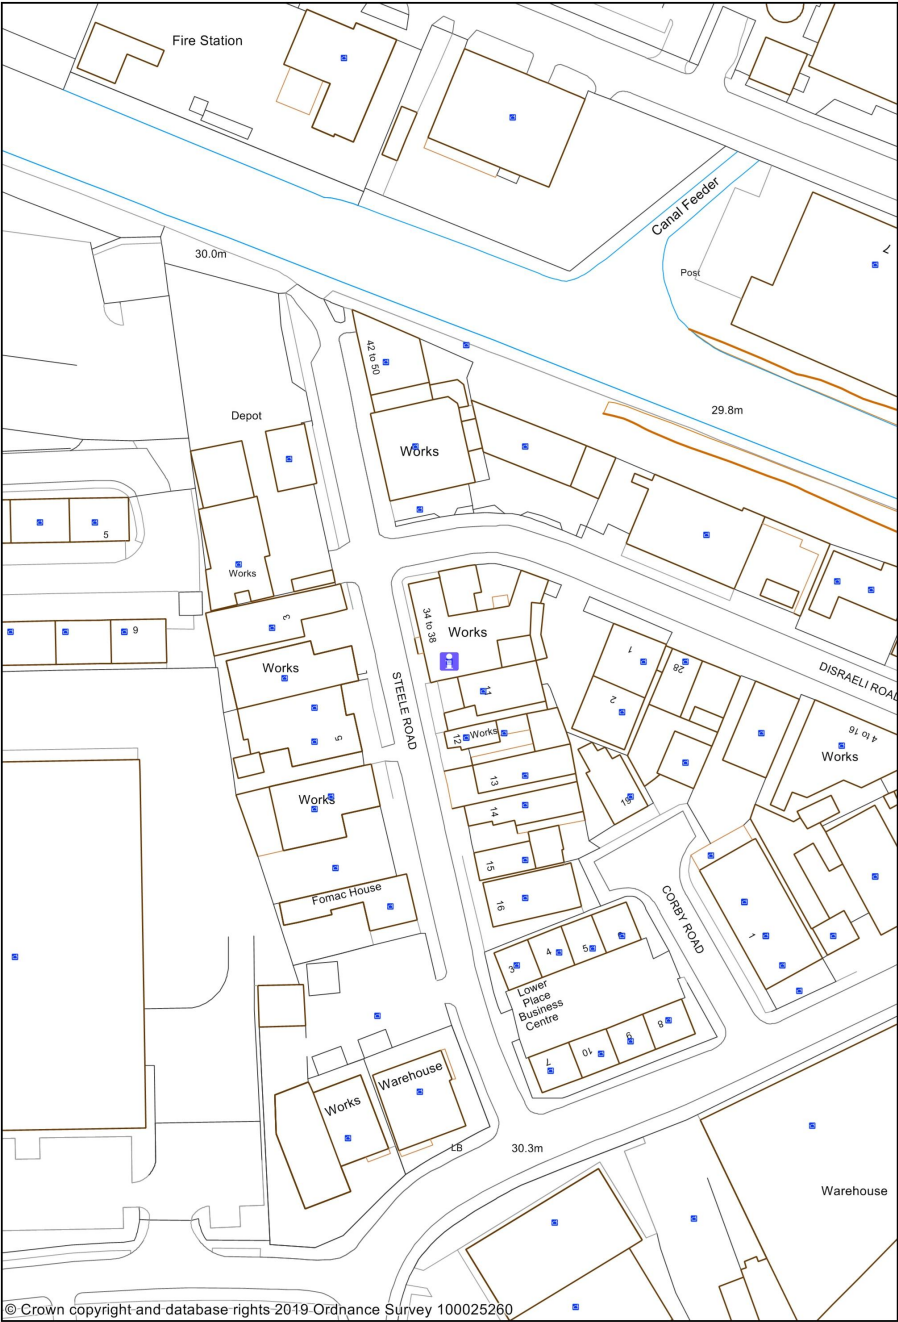 Fire Station
Canal Feeder
7
30.0m
Post
42 to 50
29.8m
Depot
Works
5
Works
3
34 to 38
Works
9
1
28
DISRAELI ROAD
Works
11
2
STEELE ROAD
4 to 16
Works
5
12
Works
13
Works
19
14
15
Fomac House
16
CORBY ROAD
1
3
4
5
6
Lower
Place
Business
Centre
7
10
9
8
Warehouse
Works
LB
30.3m
Warehouse
© Crown copyright and database rights 2019 Ordnance Survey 100025260